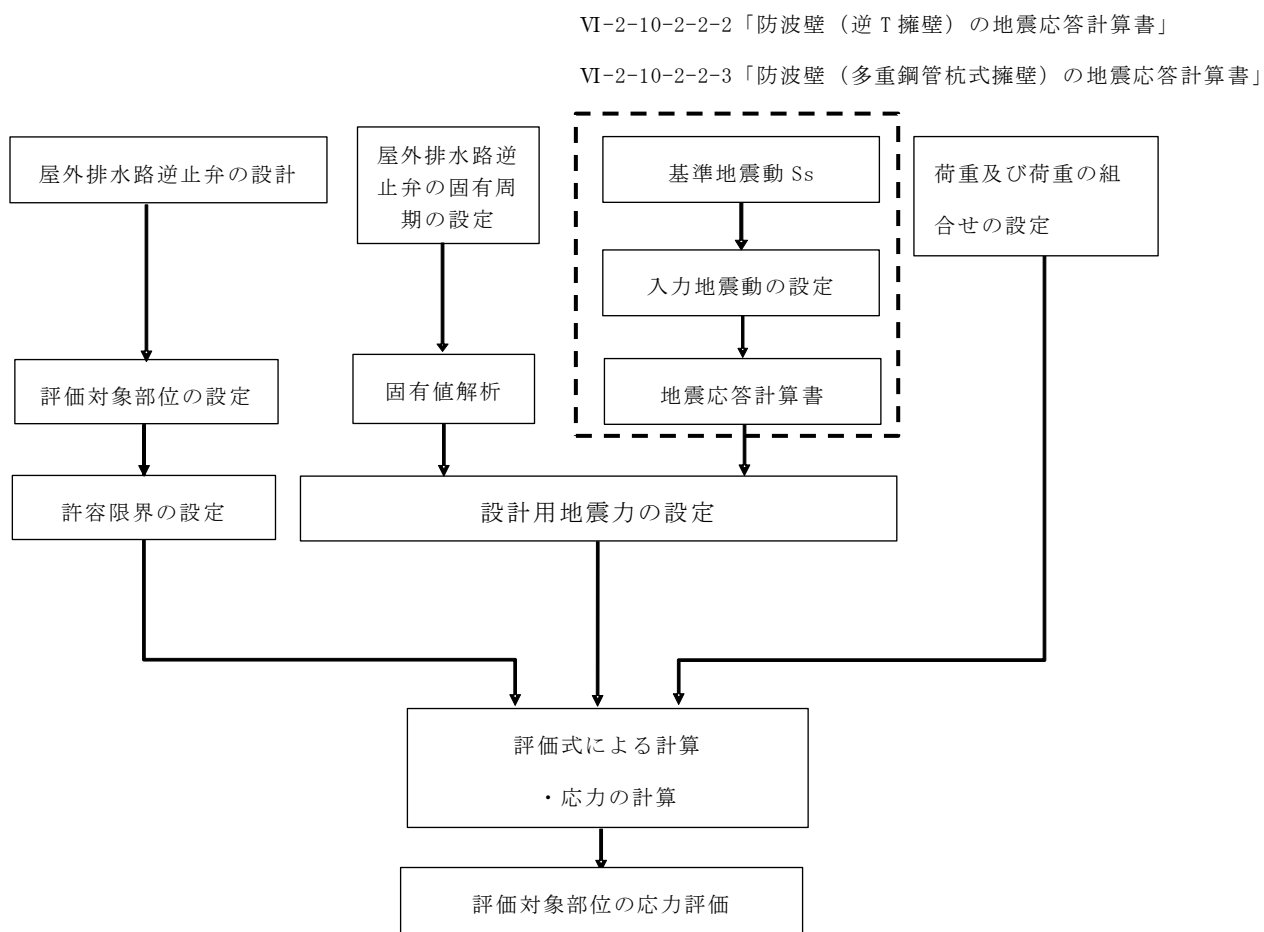 Ⅵ-2-10-2-2-2「防波壁（逆 T 擁壁）の地震応答計算書」
Ⅵ-2-10-2-2-3「防波壁（多重鋼管杭式擁壁）の地震応答計算書」
屋外排水路逆止弁の設計
屋外排水路逆
止弁の固有周
期の設定
基準地震動 Ss
荷重及び荷重の組
合せの設定
入力地震動の設定
評価対象部位の設定
固有値解析
地震応答計算書
許容限界の設定
設計用地震力の設定
評価式による計算
・応力の計算
評価対象部位の応力評価